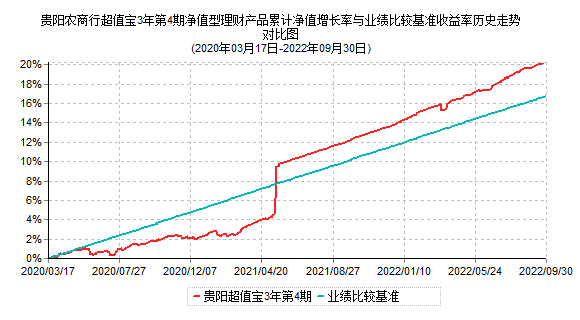 贵阳农商行超值宝3年第4期净值型理财产品累计净值增长率与业绩比较基准收益率历史走势
对比图
(2020年03月17日-2022年09月30日)
20%
18%
16%
14%
12%
10%
8%
6%
4%
2%
0%
2020/03/17 2020/07/27 2020/12/07 2021/04/20 2021/08/27 2022/01/10 2022/05/24 2022/09/30
贵阳超值宝3年第4期 业绩比较基准